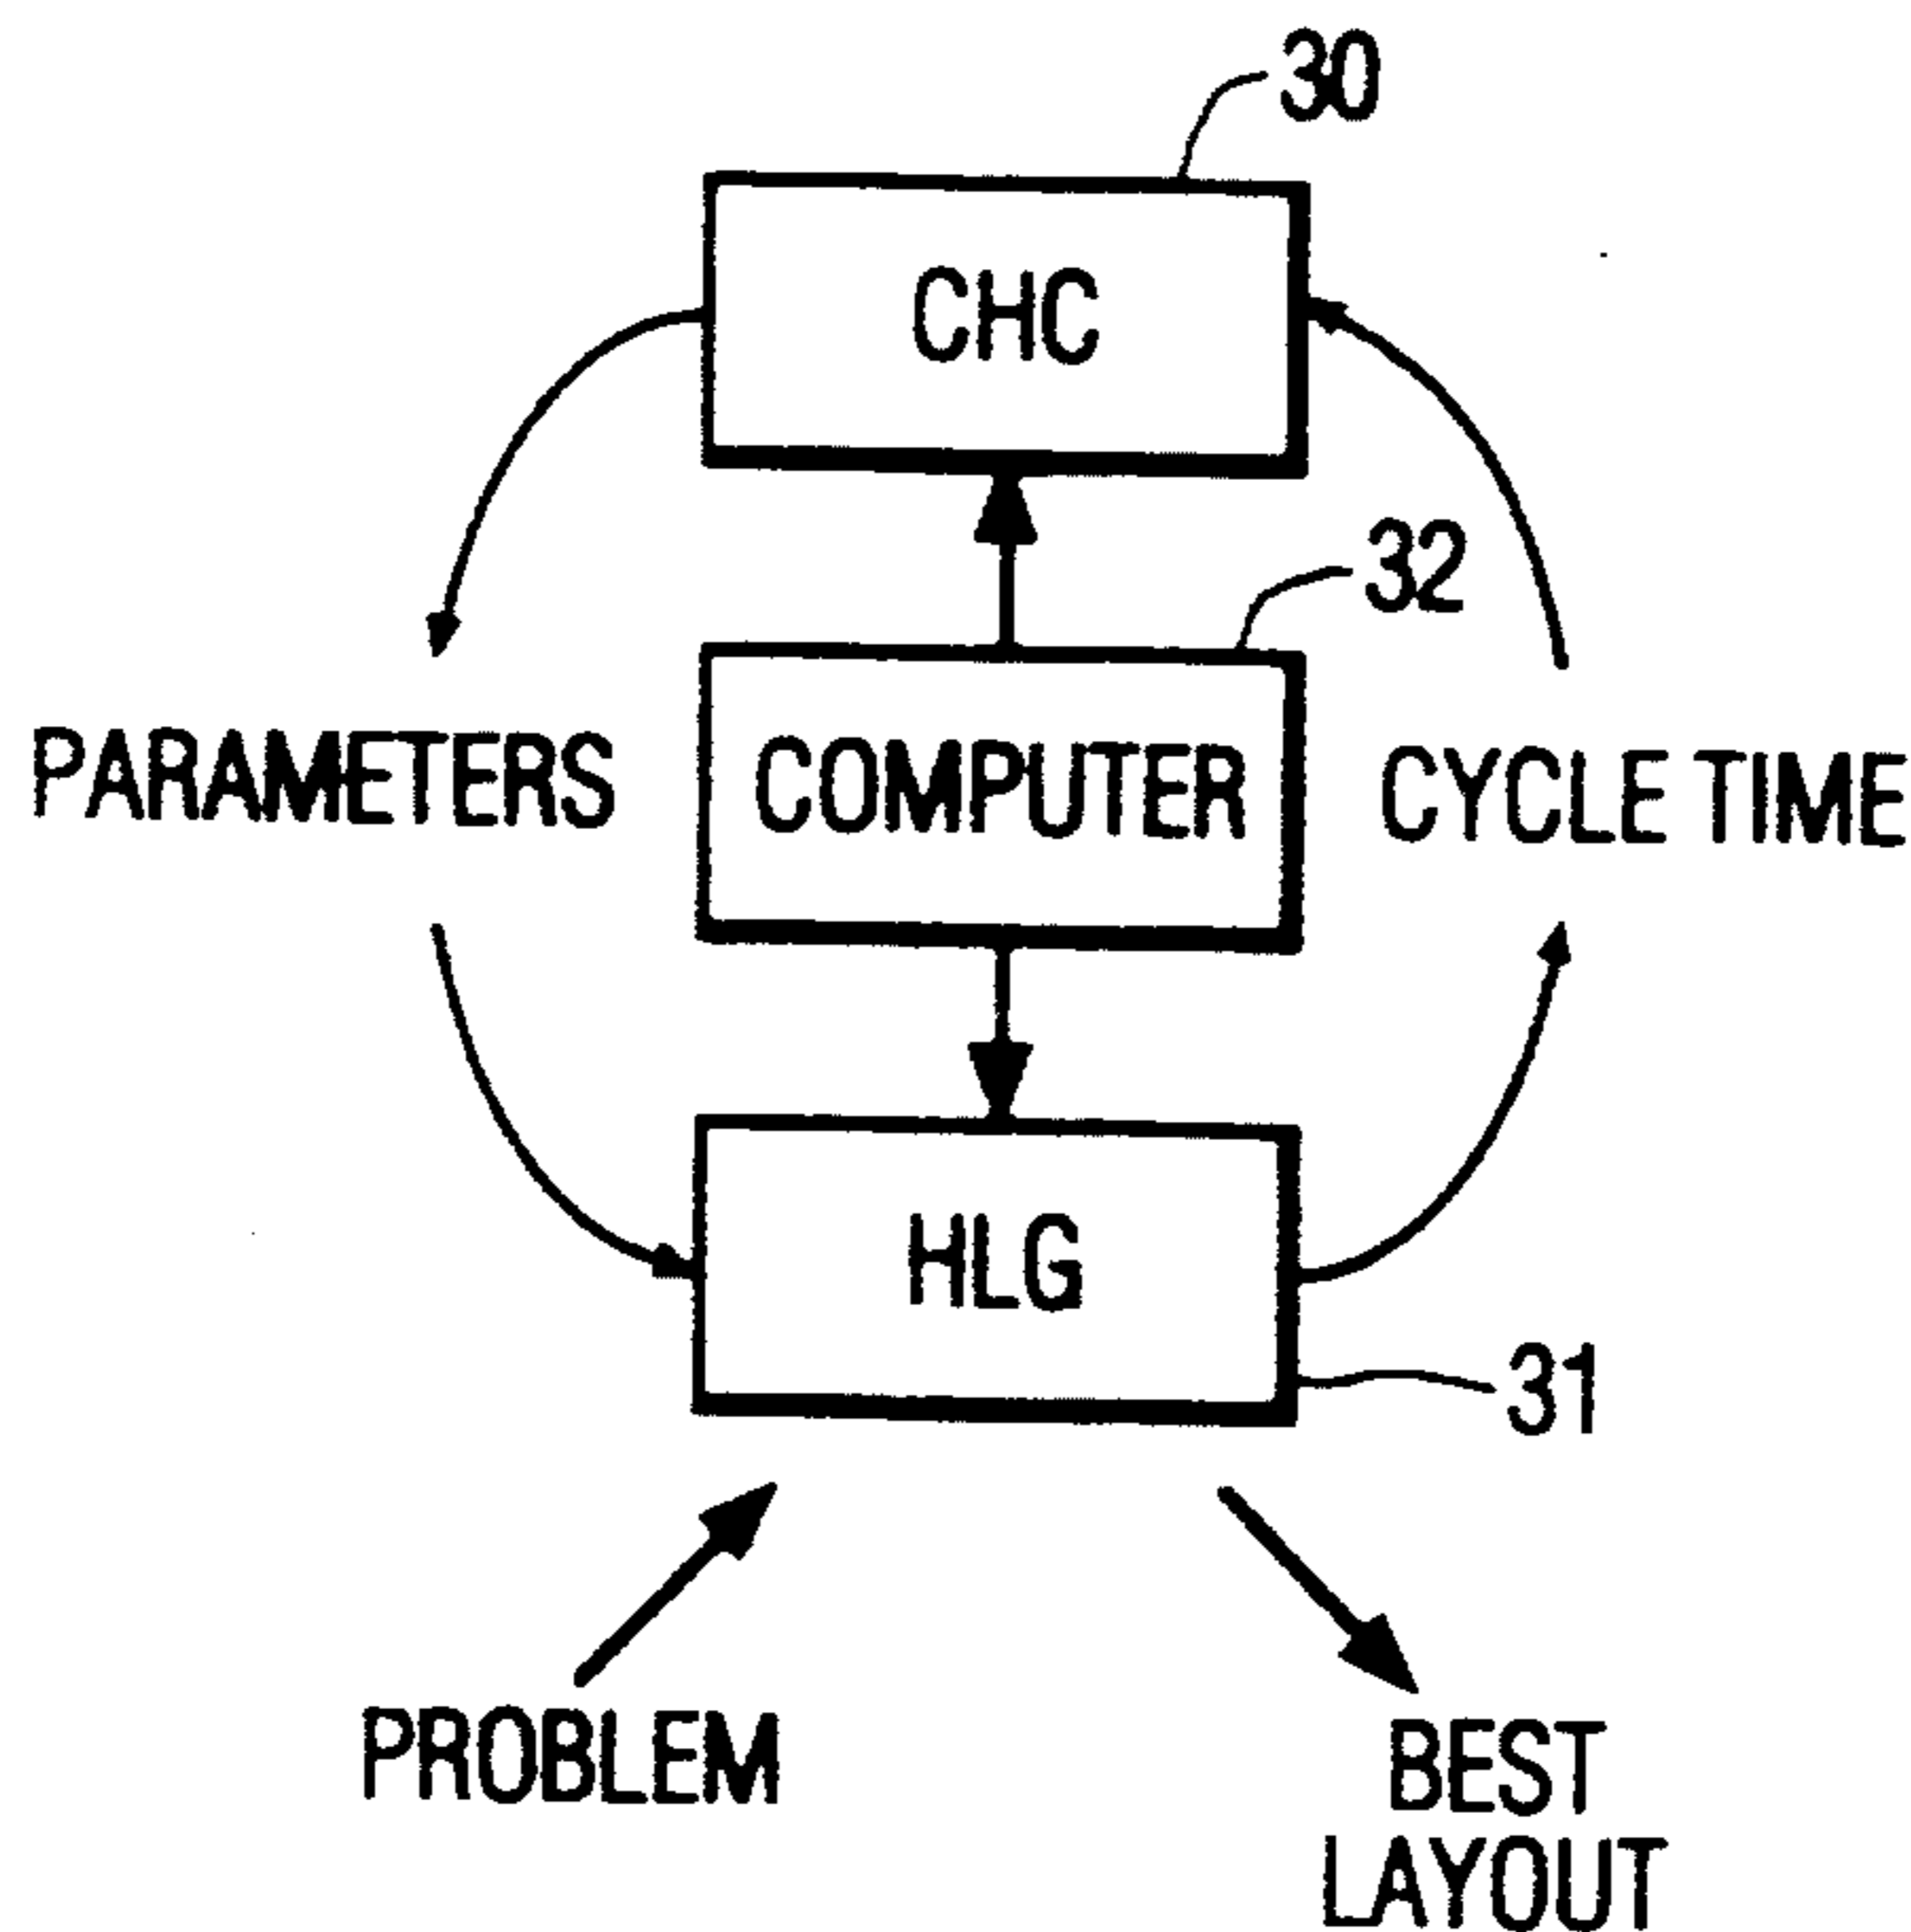 30
CHC
32
PARAMETERS
COMPUTER
CYCLE TIME
HLG
31
PROBLEM
BEST
LAYOUT